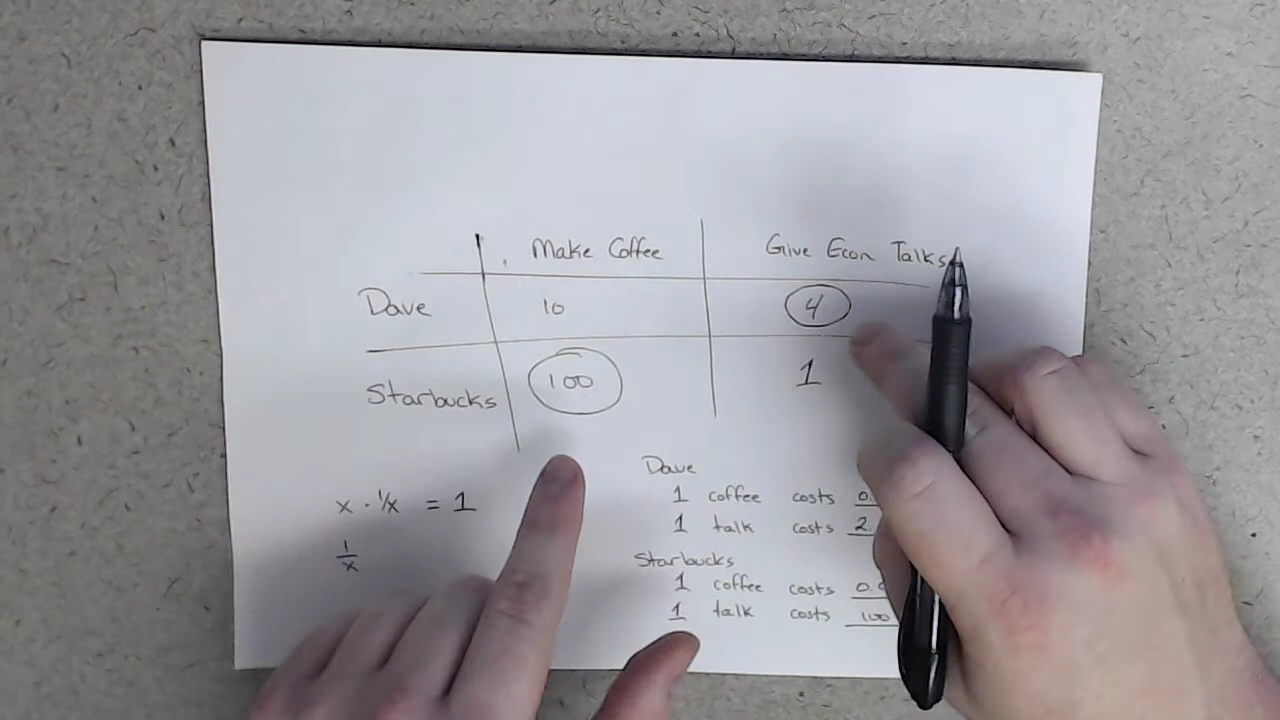 Make Coffee Give Econ Talks
Dave 10 4
Starbucks 100 1
Dave
1 coffee costs
1 talk costs
Starbucks
1 coffee costs
1 talk costs 100
x · 1/x = 1
1/x